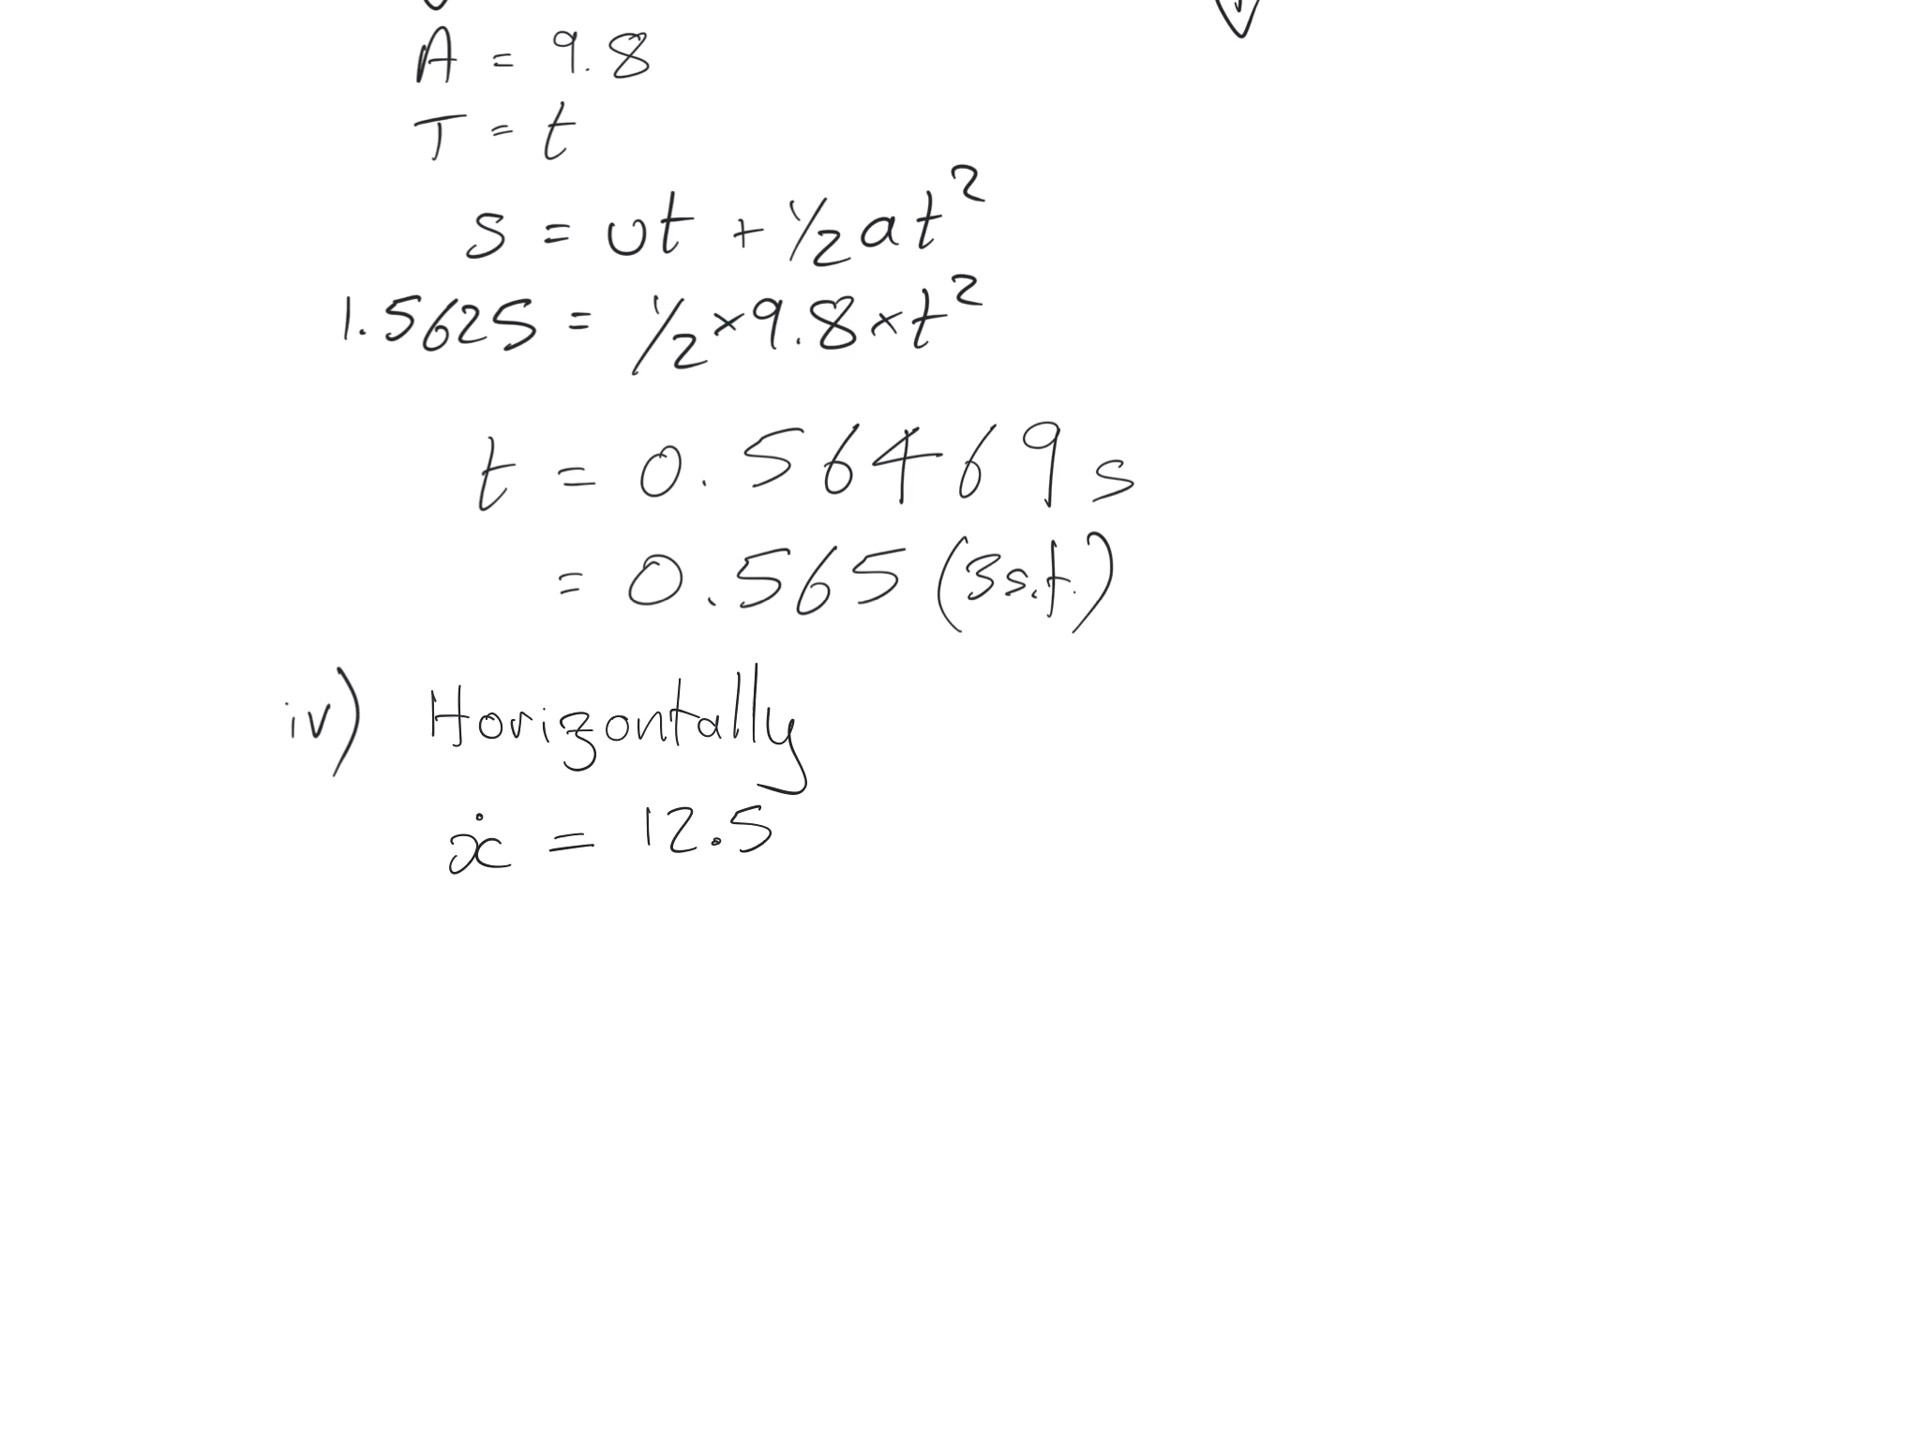 A = 9.8
T = t
s = ut + ½at²
1.5625 = ½×9.8×t²
t = 0.56469s
= 0.565 (3s.f.)
iv) Horizontally
ẋ = 12.5